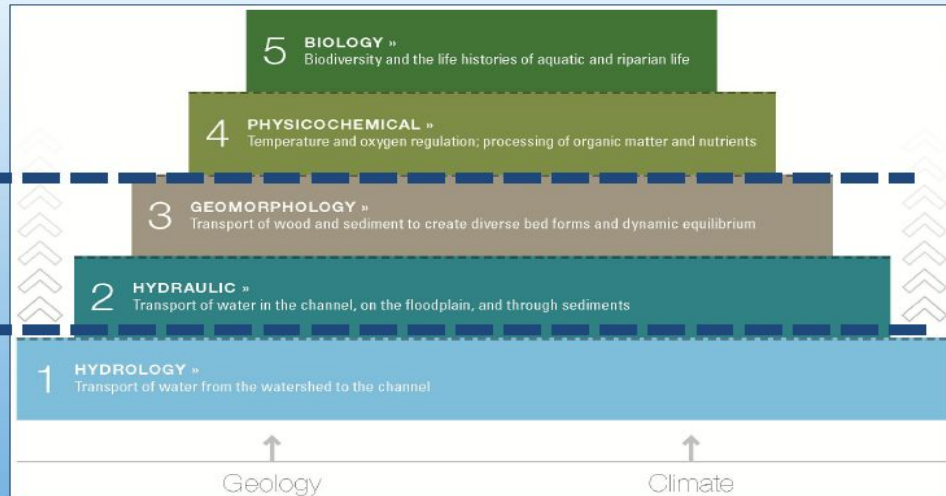 5 BIOLOGY »
Biodiversity and the life histories of aquatic and riparian life
4 PHYSICOCHEMICAL »
Temperature and oxygen regulation; processing of organic matter and nutrients
3 GEOMORPHOLOGY »
Transport of wood and sediment to create diverse bed forms and dynamic equilibrium
2 HYDRAULIC »
Transport of water in the channel, on the floodplain, and through sediments
1 HYDROLOGY »
Transport of water from the watershed to the channel
Geology Climate